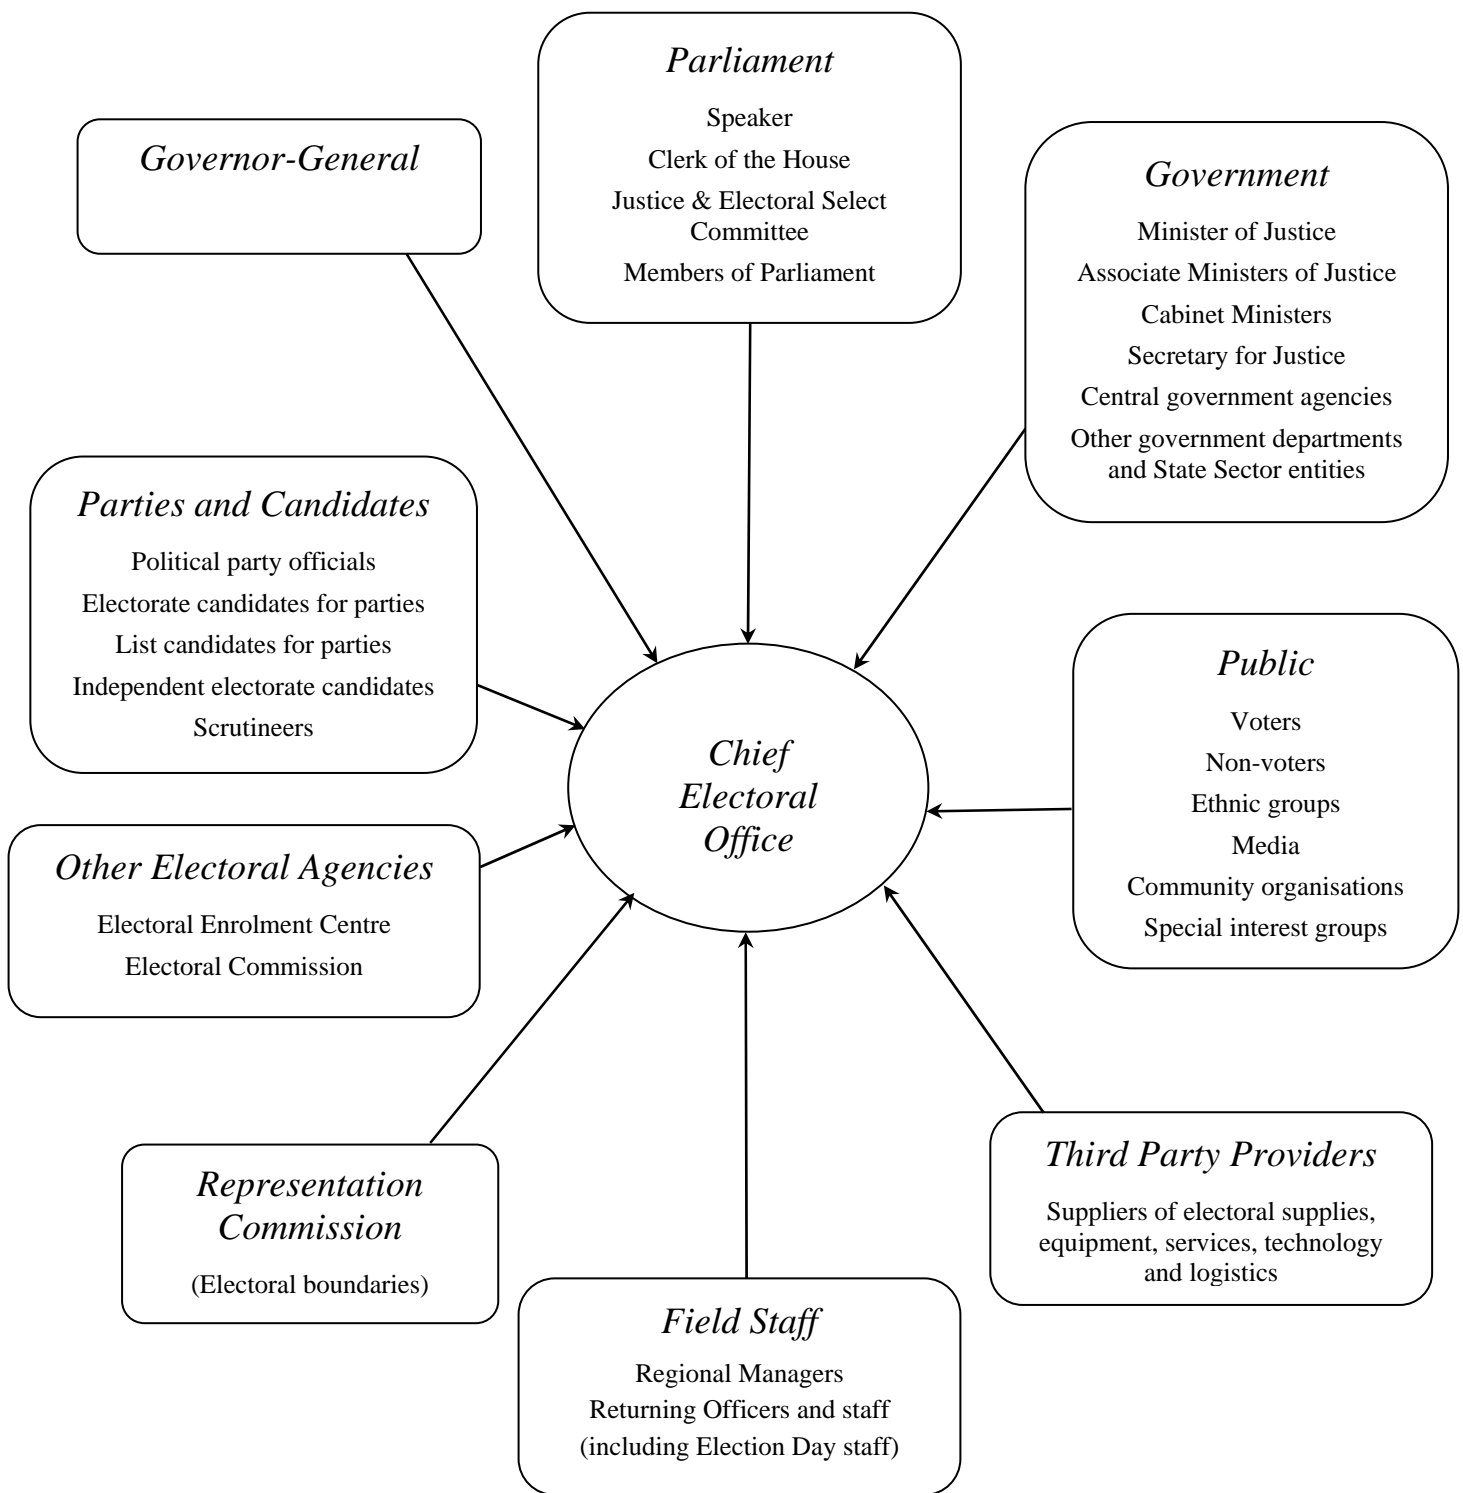 Parliament
Speaker
Clerk of the House
Justice & Electoral Select
Committee
Members of Parliament
Governor-General
Government
Minister of Justice
Associate Ministers of Justice
Cabinet Ministers
Secretary for Justice
Central government agencies
Other government departments
and State Sector entities
Parties and Candidates
Political party officials
Electorate candidates for parties
List candidates for parties
Independent electorate candidates
Scrutineers
Public
Voters
Non-voters
Ethnic groups
Media
Community organisations
Special interest groups
Chief
Electoral
Office
Other Electoral Agencies
Electoral Enrolment Centre
Electoral Commission
Representation
Commission
(Electoral boundaries)
Third Party Providers
Suppliers of electoral supplies,
equipment, services, technology
and logistics
Field Staff
Regional Managers
Returning Officers and staff
(including Election Day staff)